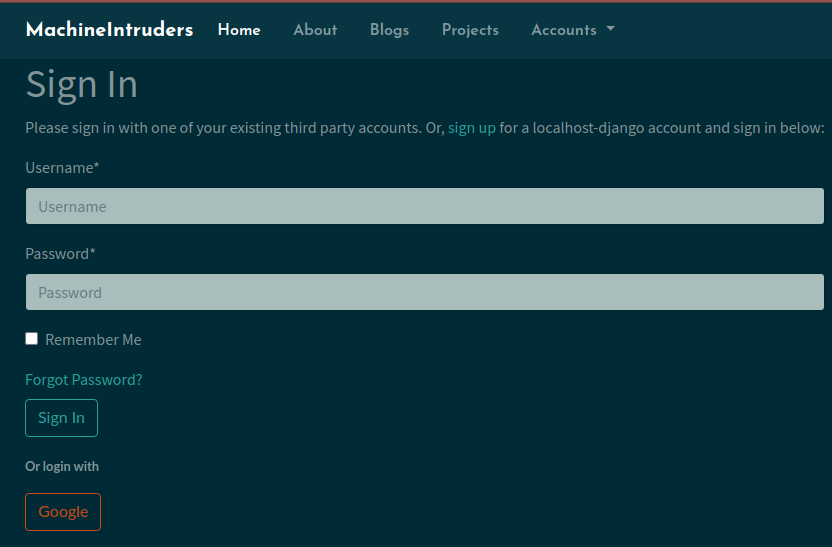 MachineIntruders Home About Blogs Projects Accounts
Sign In
Please sign in with one of your existing third party accounts. Or, sign up for a localhost-django account and sign in below:
Username*
Username
Password*
Password
Remember Me
Forgot Password?
Sign In
Or login with
Google